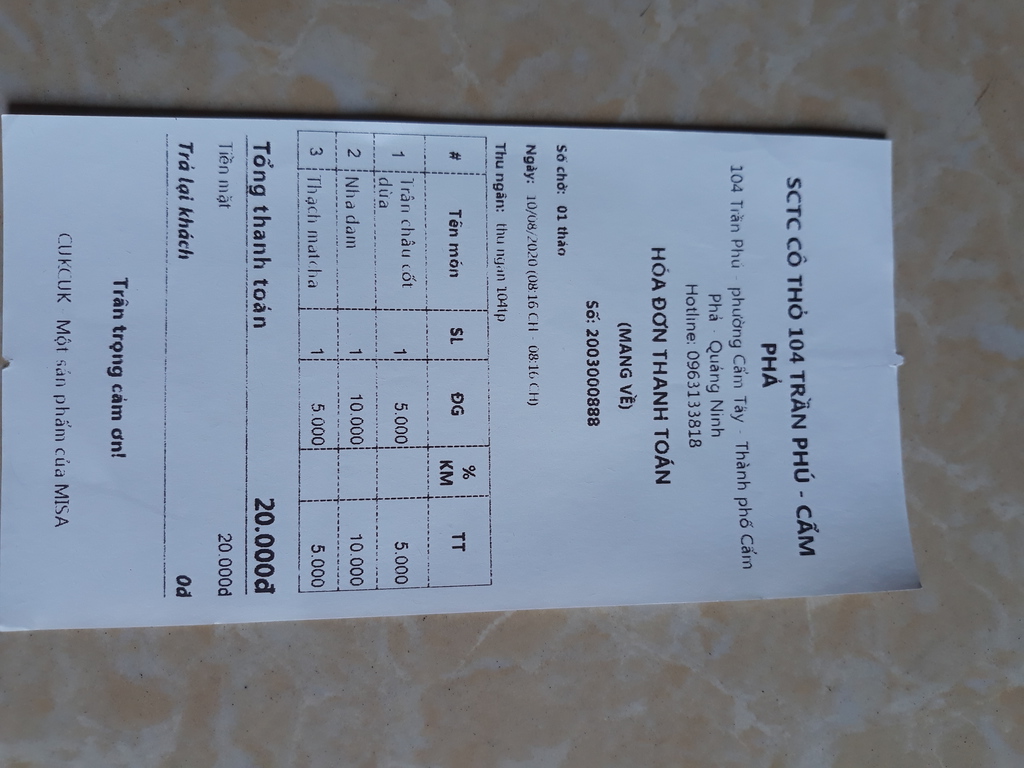 SCTC CÔ THỎ 104 TRẦN PHÚ - CẨM
PHẢ
104 Trần Phú - phường Cẩm Tây - Thành phố Cẩm
Phả - Quảng Ninh
Hotline: 0963133818
HÓA ĐƠN THANH TOÁN
(MANG VỀ)
Số: 2003000888
Số chờ: 01 thảo
Ngày: 10/08/2020 (08:16 CH - 08:16 CH)
Thu ngân: thu ngan 104tp
# Tên món SL ĐG % KM TT
1 Trân châu cốt dừa 1 5.000 5.000
2 Nha dam 1 10.000 10.000
3 Thạch matcha 1 5.000 5.000
Tổng thanh toán 20.000đ
Tiền mặt 20.000đ
Trả lại khách 0đ
Trân trọng cảm ơn!
CUKCUK - Một sản phẩm của MISA